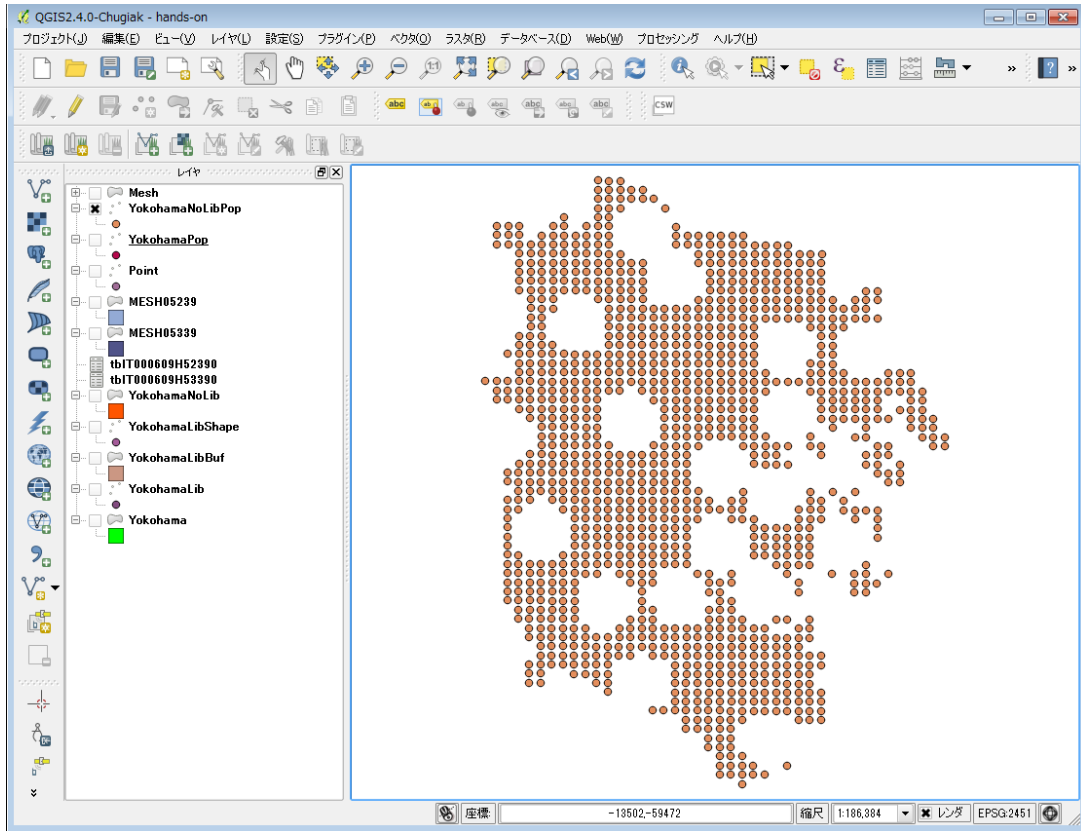 QGIS2.4.0-Chugiak - hands-on
プロジェクト(J) 編集(E) ビュー(V) レイヤ(L) 設定(S) プラグイン(P) ベクタ(O) ラスタ(R) データベース(D) Web(W) プロセッシング ヘルプ(H)
1:1
abc abc CSW
レイヤ
Mesh
YokohamaNoLibPop
YokohamaPop
Point
MESH05239
MESH05339
tblT000609H52390
tblT000609H53390
YokohamaNoLib
YokohamaLibShape
YokohamaLibBuf
YokohamaLib
Yokohama
座標: -13502,-59472 縮尺 1:186,384 レンダ EPSG:2451